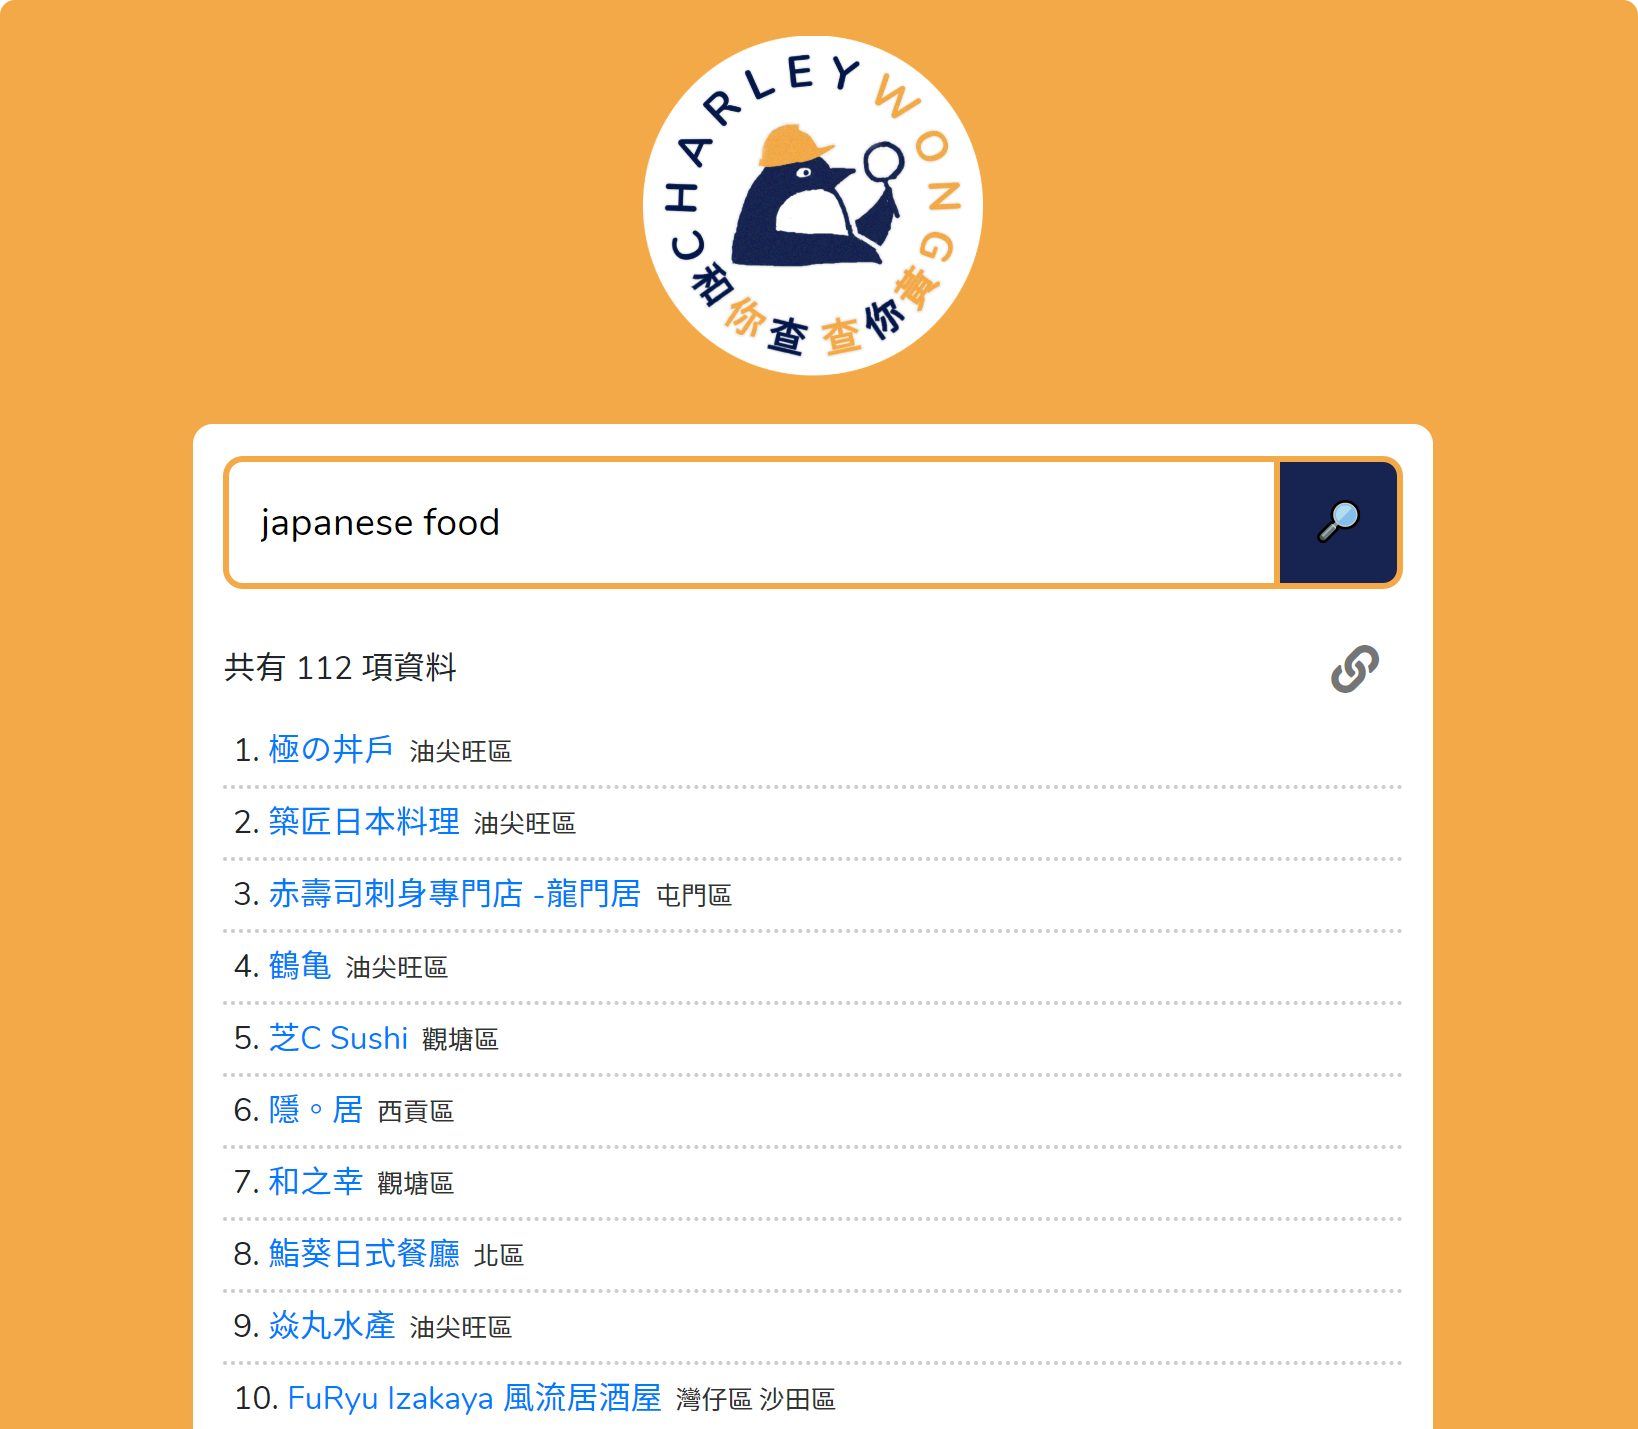 CHARLEYWONG
和你查查你黃
japanese food
共有 112 項資料
1. 極の丼戶 油尖旺區
2. 築匠日本料理 油尖旺區
3. 赤壽司刺身專門店 -龍門居 屯門區
4. 鶴亀 油尖旺區
5. 芝C Sushi 觀塘區
6. 隱。居 西貢區
7. 和之幸 觀塘區
8. 鮨葵日式餐廳 北區
9. 焱丸水產 油尖旺區
10. FuRyu Izakaya 風流居酒屋 灣仔區 沙田區